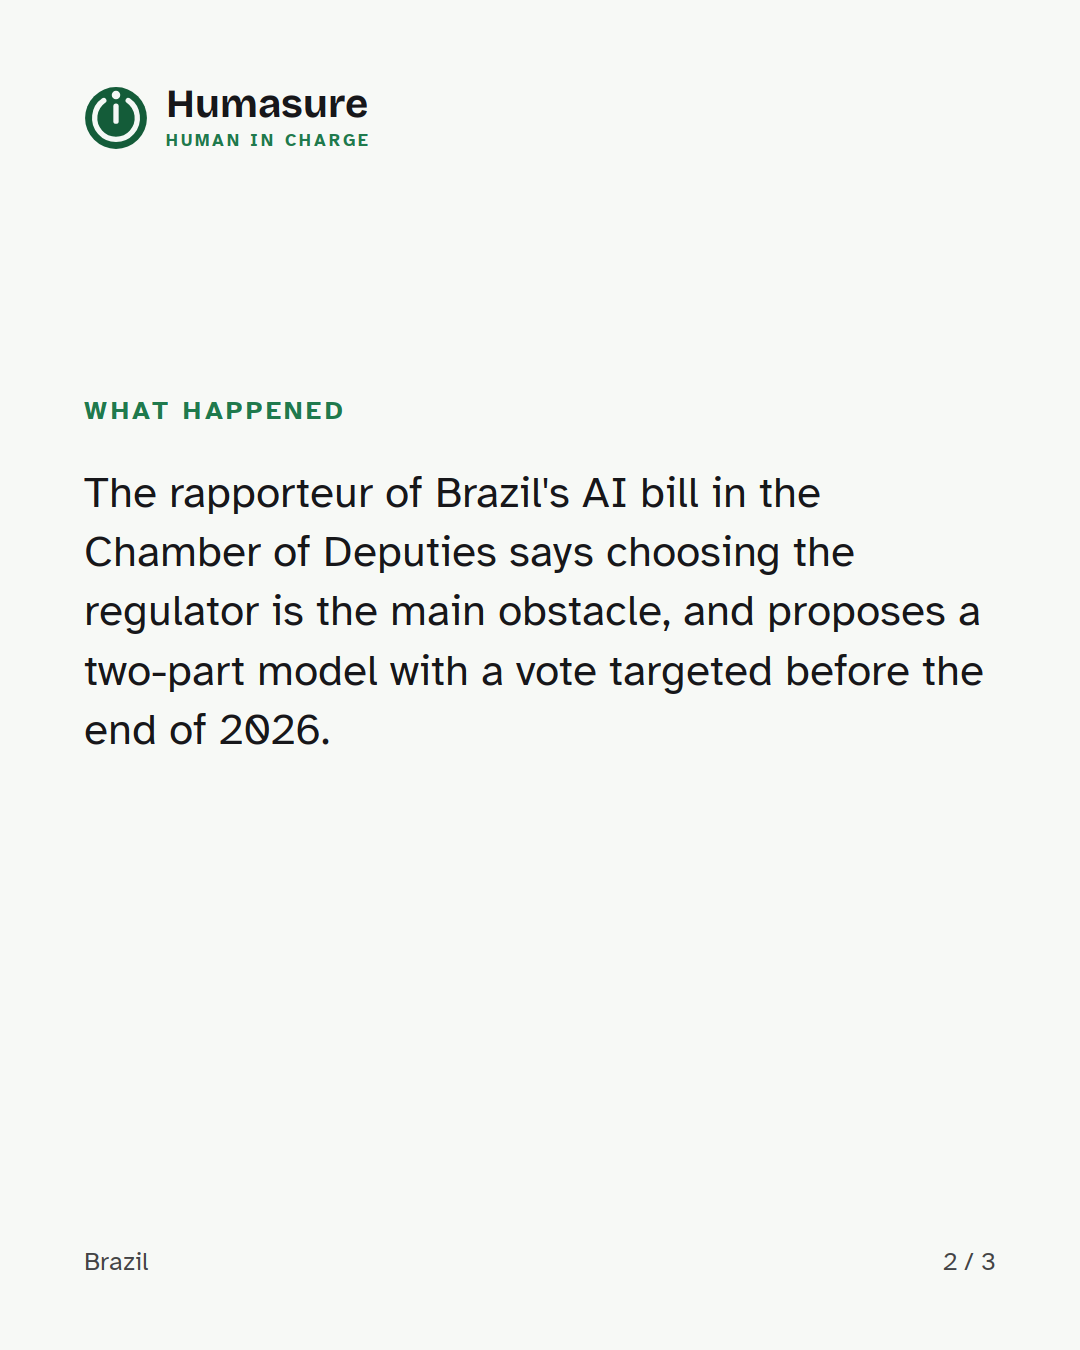 Humasure
HUMAN IN CHARGE
WHAT HAPPENED
The rapporteur of Brazil's AI bill in the
Chamber of Deputies says choosing the
regulator is the main obstacle, and proposes a
two-part model with a vote targeted before the
end of 2026.
Brazil
2 / 3